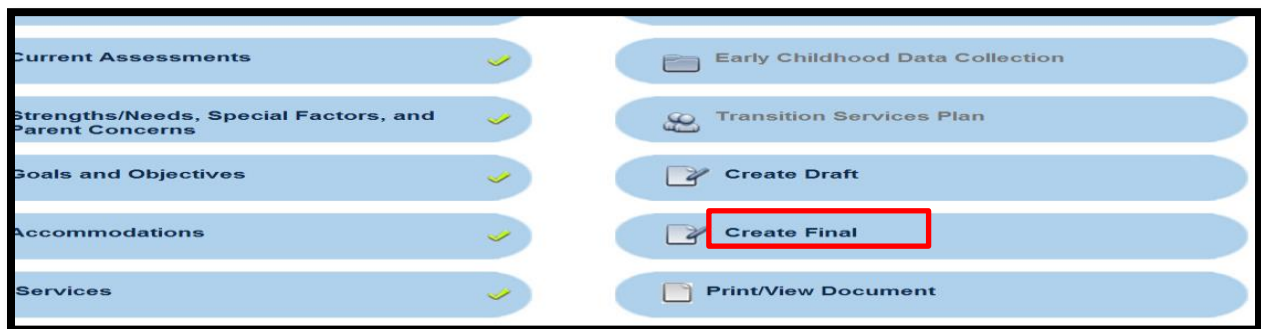 Current Assessments
Early Childhood Data Collection
Strengths/Needs, Special Factors, and
Parent Concerns
Transition Services Plan
Goals and Objectives
Create Draft
Accommodations
Create Final
Services
Print/View Document